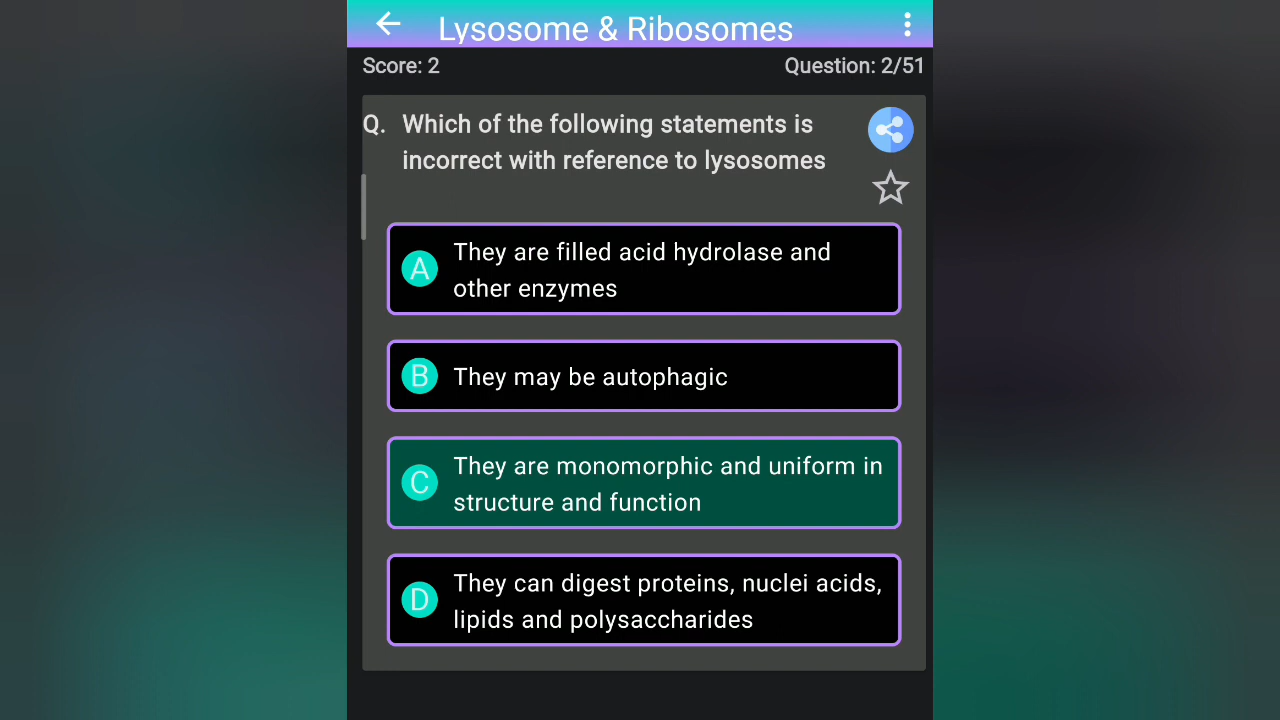 Lysosome & Ribosomes
Score: 2
Question: 2/51
Q. Which of the following statements is
incorrect with reference to lysosomes
A
They are filled acid hydrolase and
other enzymes
B They may be autophagic
C
They are monomorphic and uniform in
structure and function
D
They can digest proteins, nuclei acids,
lipids and polysaccharides